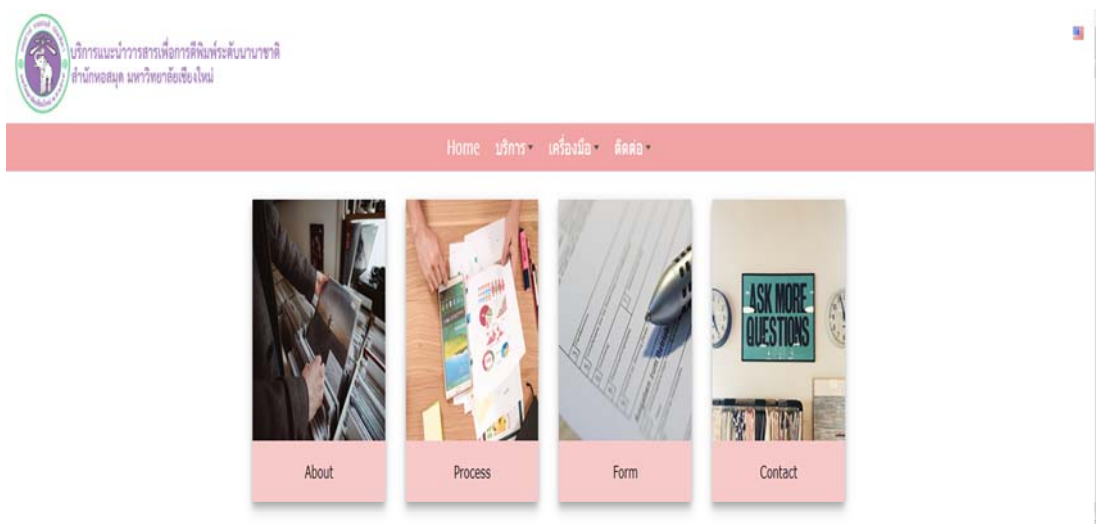 บริการแนะนำวารสารเพื่อการตีพิมพ์ระดับนานาชาติ
สำนักหอสมุด มหาวิทยาลัยเชียงใหม่
Home บริการ เครื่องมือ ติดต่อ
ASK MORE
QUESTIONS
About Process Form Contact